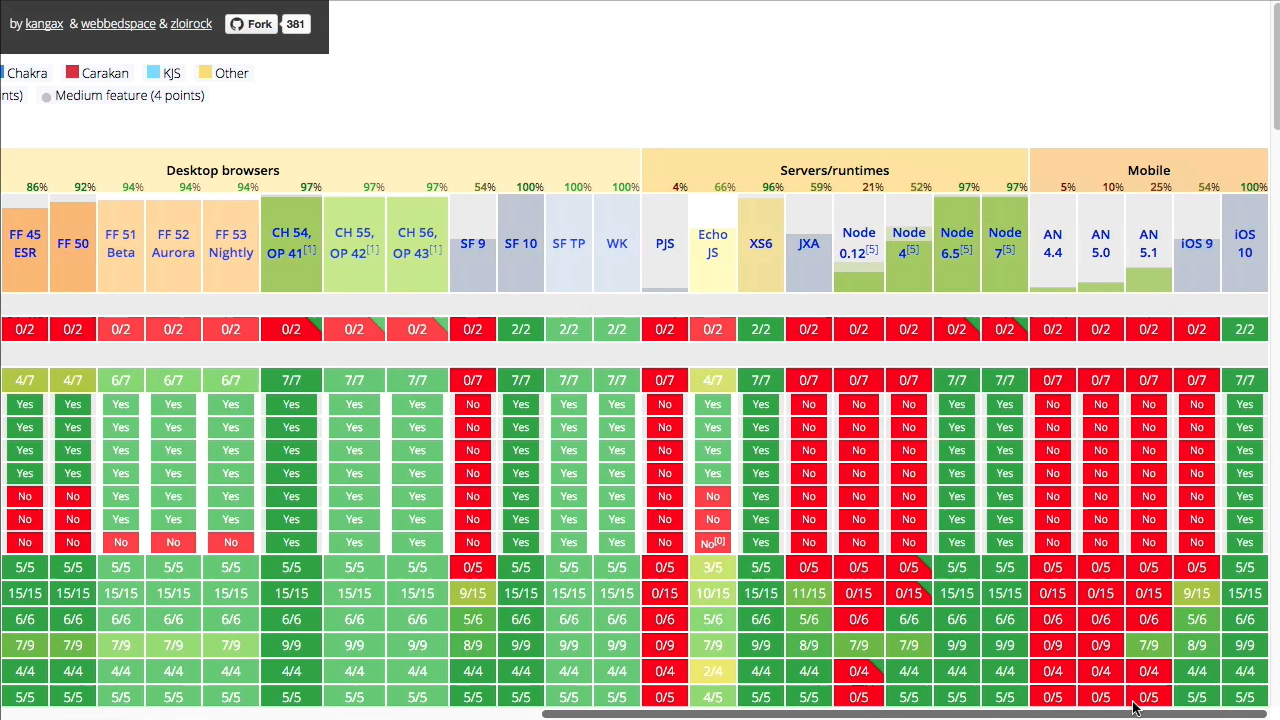 by kangax & webbedspace & zloirock Fork 381
Chakra Carakan KJS Other
nts) Medium feature (4 points)
Desktop browsers Servers/runtimes Mobile
86% 92% 94% 94% 94% 97% 97% 97% 54% 100% 100% 100% 4% 66% 96% 59% 21% 52% 97% 97% 5% 10% 25% 54% 100%
FF 45 ESR FF 50 FF 51 Beta FF 52 Aurora FF 53 Nightly CH 54, OP 41[1] CH 55, OP 42[1] CH 56, OP 43[1] SF 9 SF 10 SF TP WK PJS Echo JS XS6 JXA Node 0.12[5] Node 4[5] Node 6.5[5] Node 7[5] AN 4.4 AN 5.0 AN 5.1 iOS 9 iOS 10
0/2 0/2 0/2 0/2 0/2 0/2 0/2 0/2 0/2 2/2 2/2 2/2 0/2 0/2 2/2 0/2 0/2 0/2 0/2 0/2 0/2 0/2 0/2 0/2 2/2
4/7 4/7 6/7 6/7 6/7 7/7 7/7 7/7 0/7 7/7 7/7 7/7 0/7 4/7 7/7 0/7 0/7 0/7 7/7 7/7 0/7 0/7 0/7 0/7 7/7
Yes Yes Yes Yes Yes Yes Yes Yes No Yes Yes Yes No Yes Yes No No No Yes Yes No No No No Yes
Yes Yes Yes Yes Yes Yes Yes Yes No Yes Yes Yes No Yes Yes No No No Yes Yes No No No No Yes
Yes Yes Yes Yes Yes Yes Yes Yes No Yes Yes Yes No Yes Yes No No No Yes Yes No No No No Yes
Yes Yes Yes Yes Yes Yes Yes Yes No Yes Yes Yes No Yes Yes No No No Yes Yes No No No No Yes
No No Yes Yes Yes Yes Yes Yes No Yes Yes Yes No No Yes No No No Yes Yes No No No No Yes
No No Yes Yes Yes Yes Yes Yes No Yes Yes Yes No No Yes No No No Yes Yes No No No No Yes
No No No No No Yes Yes Yes No Yes Yes Yes No No[0] Yes No No No Yes Yes No No No No Yes
5/5 5/5 5/5 5/5 5/5 5/5 5/5 5/5 0/5 5/5 5/5 5/5 0/5 3/5 5/5 0/5 0/5 0/5 5/5 5/5 0/5 0/5 0/5 0/5 5/5
15/15 15/15 15/15 15/15 15/15 15/15 15/15 15/15 9/15 15/15 15/15 15/15 0/15 10/15 15/15 11/15 0/15 0/15 15/15 15/15 0/15 0/15 0/15 9/15 15/15
6/6 6/6 6/6 6/6 6/6 6/6 6/6 6/6 5/6 6/6 6/6 6/6 0/6 5/6 6/6 5/6 0/6 6/6 6/6 6/6 0/6 0/6 0/6 5/6 6/6
7/9 7/9 7/9 7/9 7/9 9/9 9/9 9/9 8/9 9/9 9/9 9/9 0/9 7/9 9/9 8/9 7/9 7/9 9/9 9/9 0/9 0/9 7/9 8/9 9/9
4/4 4/4 4/4 4/4 4/4 4/4 4/4 4/4 4/4 4/4 4/4 4/4 0/4 2/4 4/4 4/4 0/4 4/4 4/4 4/4 0/4 0/4 0/4 4/4 4/4
5/5 5/5 5/5 5/5 5/5 5/5 5/5 5/5 5/5 5/5 5/5 5/5 0/5 4/5 5/5 5/5 0/5 5/5 5/5 5/5 0/5 0/5 0/5 5/5 5/5